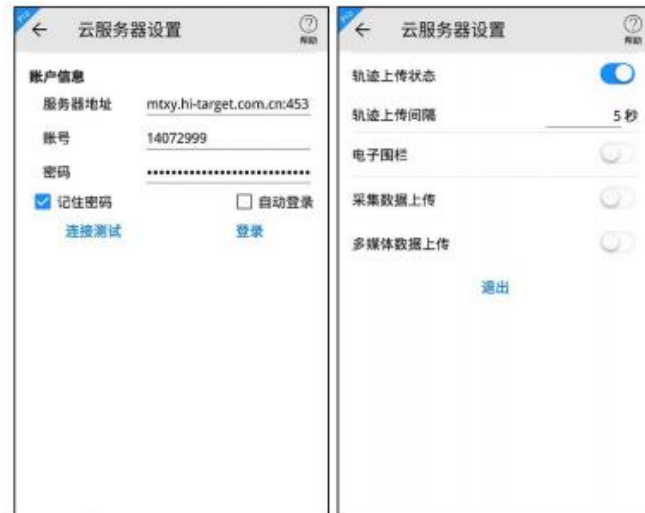 Pro
云服务器设置
帮助
账户信息
服务器地址 mtxy.hi-target.com.cn:453
账号 14072999
密码 ••••••••••••••••••••••••••••
记住密码 自动登录
连接测试 登录
Pro
云服务器设置
帮助
轨迹上传状态
轨迹上传间隔 5 秒
电子围栏
采集数据上传
多媒体数据上传
退出